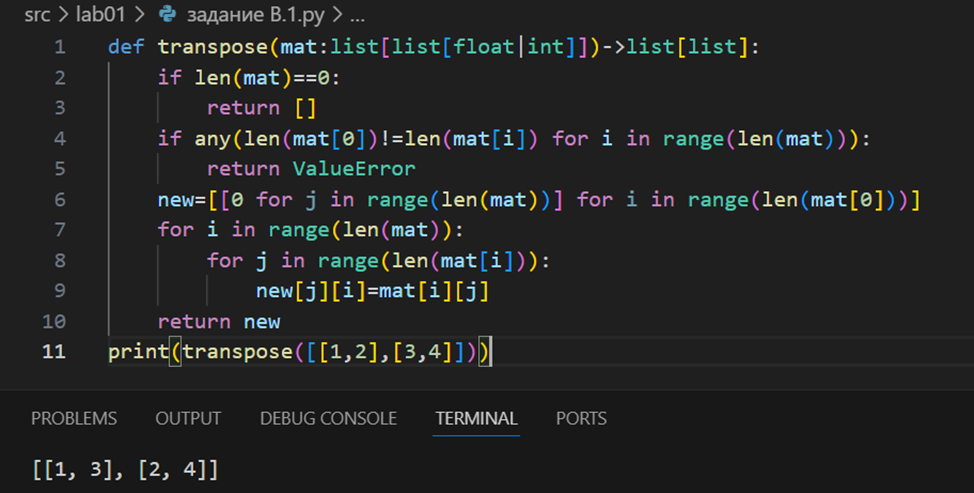 src > lab01 > задание B.1.py > ...
1 def transpose(mat:list[list[float|int]])->list[list]:
2     if len(mat)==0:
3         return []
4     if any(len(mat[0])!=len(mat[i]) for i in range(len(mat))):
5         return ValueError
6     new=[[0 for j in range(len(mat))] for i in range(len(mat[0]))]
7     for i in range(len(mat)):
8         for j in range(len(mat[i])):
9             new[j][i]=mat[i][j]
10     return new
11 print(transpose([[1,2],[3,4]]))
PROBLEMS OUTPUT DEBUG CONSOLE TERMINAL PORTS
[[1, 3], [2, 4]]